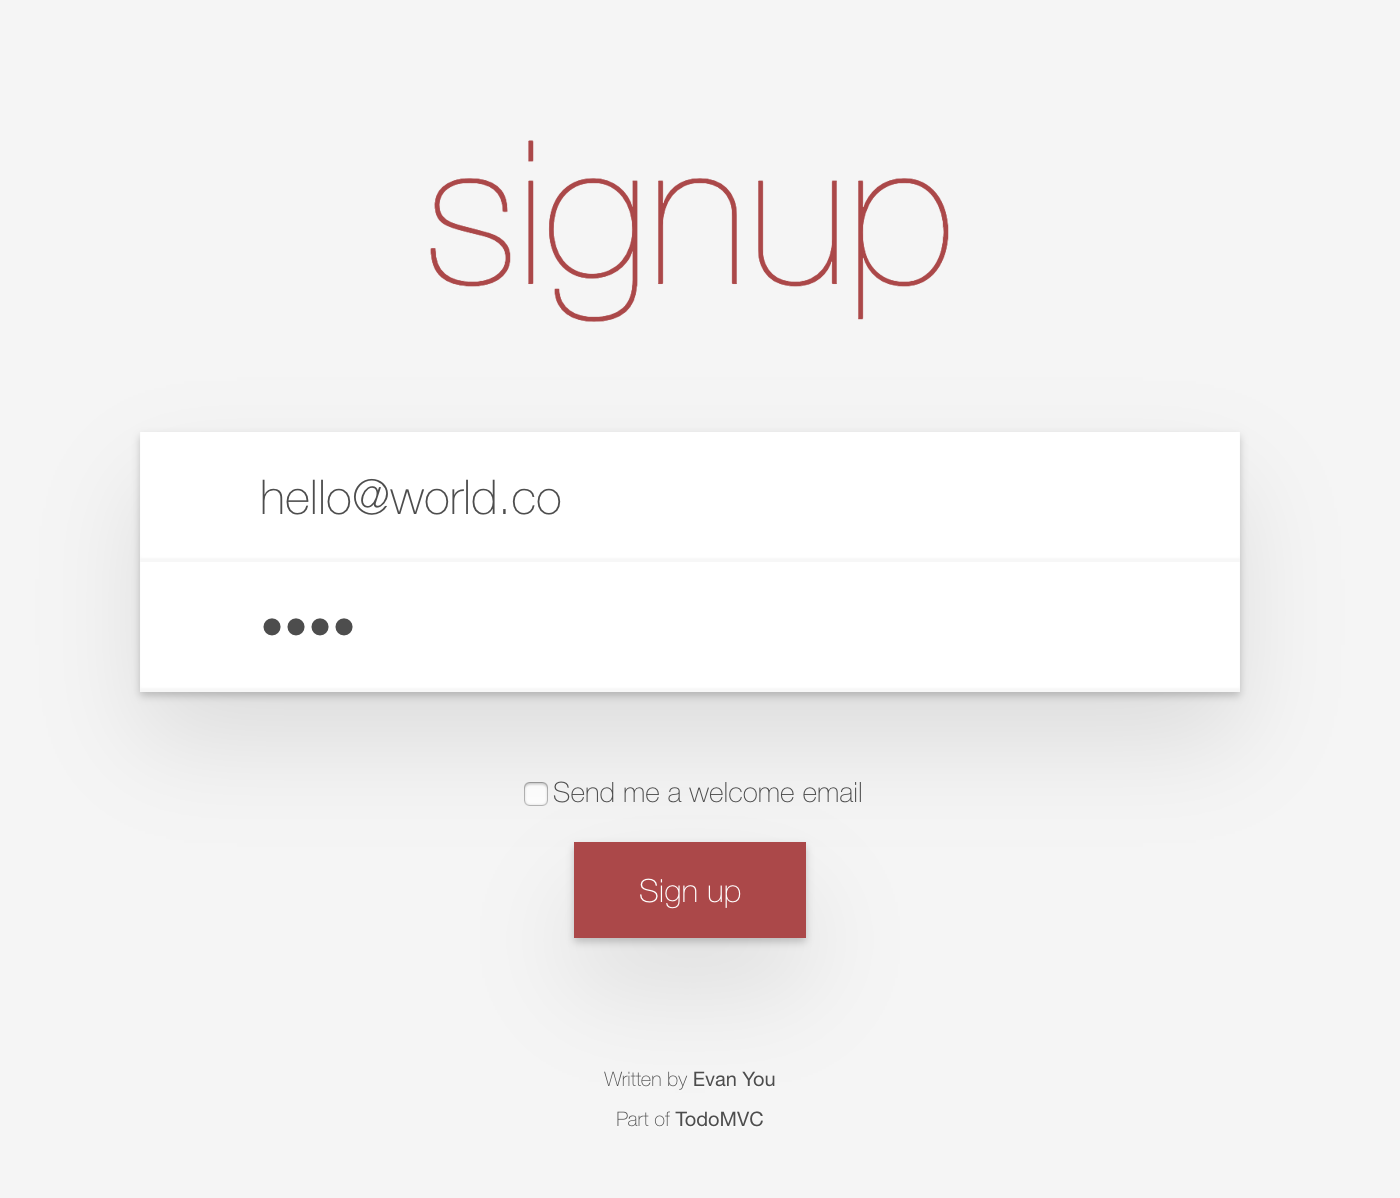 signup
hello@world.co
●●●●
Send me a welcome email
Sign up
Written by Evan You
Part of TodoMVC